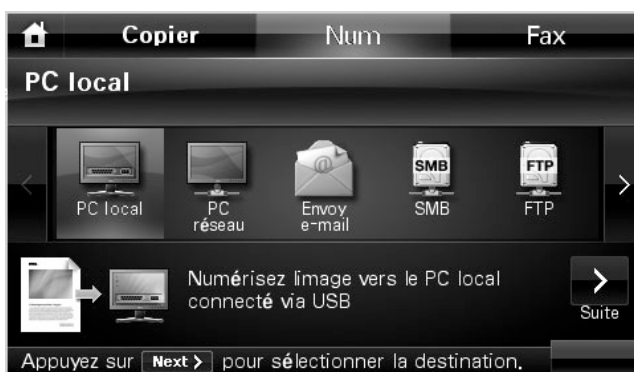 Copier Num Fax
PC local
SMB FTP
PC local PC réseau Envoy e-mail SMB FTP
Numérisez limage vers le PC local
connecté via USB
Suite
Appuyez sur Next > pour sélectionner la destination.